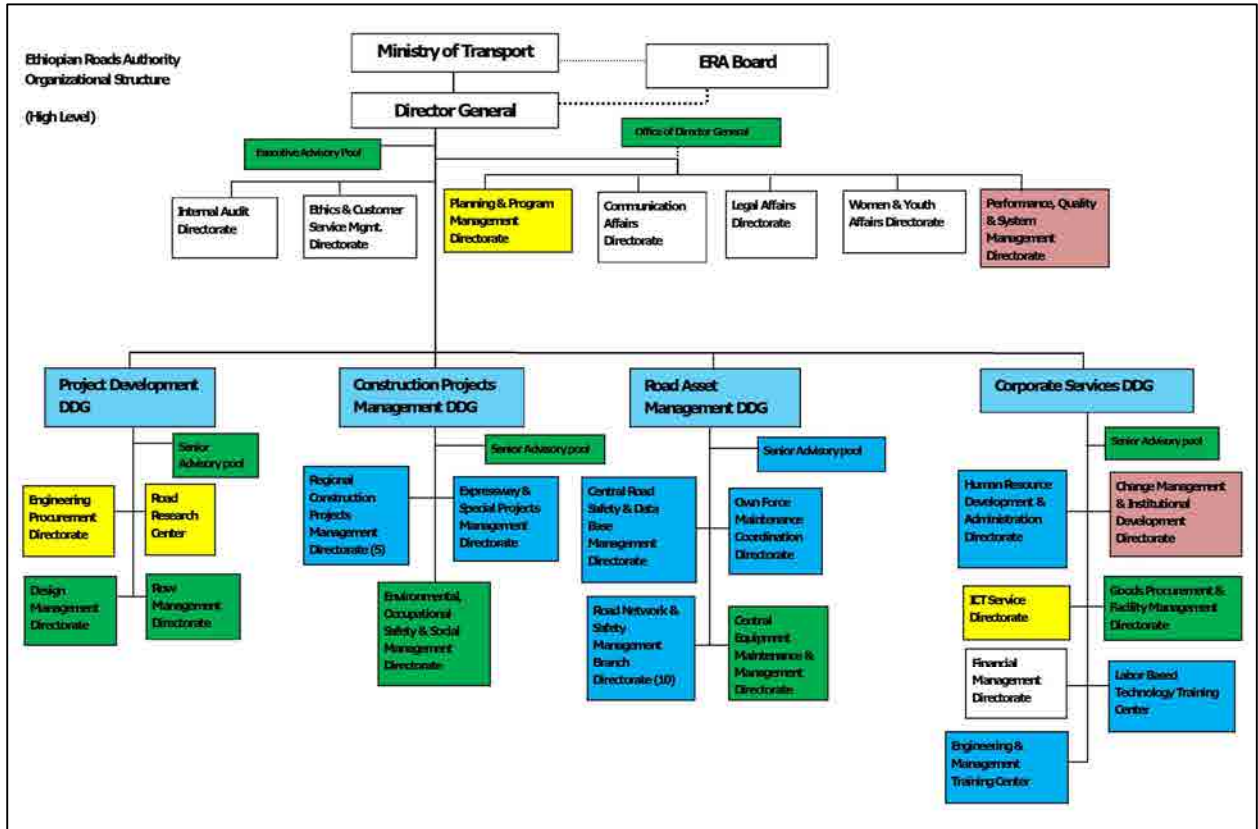 Ethiopian Roads Authority
Organizational Structure
(High Level)
Ministry of Transport
ERA Board
Director General
Office of Director General
Executive Advisory Pool
Internal Audit
Directorate
Ethics & Customer
Service Mgmt.
Directorate
Planning & Program
Management
Directorate
Communication
Affairs
Directorate
Legal Affairs
Directorate
Women & Youth
Affairs Directorate
Performance, Quality
& System
Management
Directorate
Project Development
DDG
Construction Projects
Management DDG
Road Asset
Management DDG
Corporate Services DDG
Senior
Advisory pool
Engineering
Procurement
Directorate
Road
Research
Center
Design
Management
Directorate
Row
Management
Directorate
Senior Advisory pool
Regional
Construction
Projects
Management
Directorate (5)
Expressway &
Special Projects
Management
Directorate
Environmental,
Occupational
Safety & Social
Management
Directorate
Senior Advisory pool
Central Road
Safety & Data
Base
Management
Directorate
Own Force
Maintenance
Coordination
Directorate
Road Network &
Safety
Management
Branch
Directorate (10)
Central
Equipment
Maintenance &
Management
Directorate
Senior Advisory pool
Human Resource
Development &
Administration
Directorate
Change Management
& Institutional
Development
Directorate
ICT Service
Directorate
Goods Procurement &
Facility Management
Directorate
Financial
Management
Directorate
Labor Based
Technology Training
Center
Engineering &
Management
Training Center